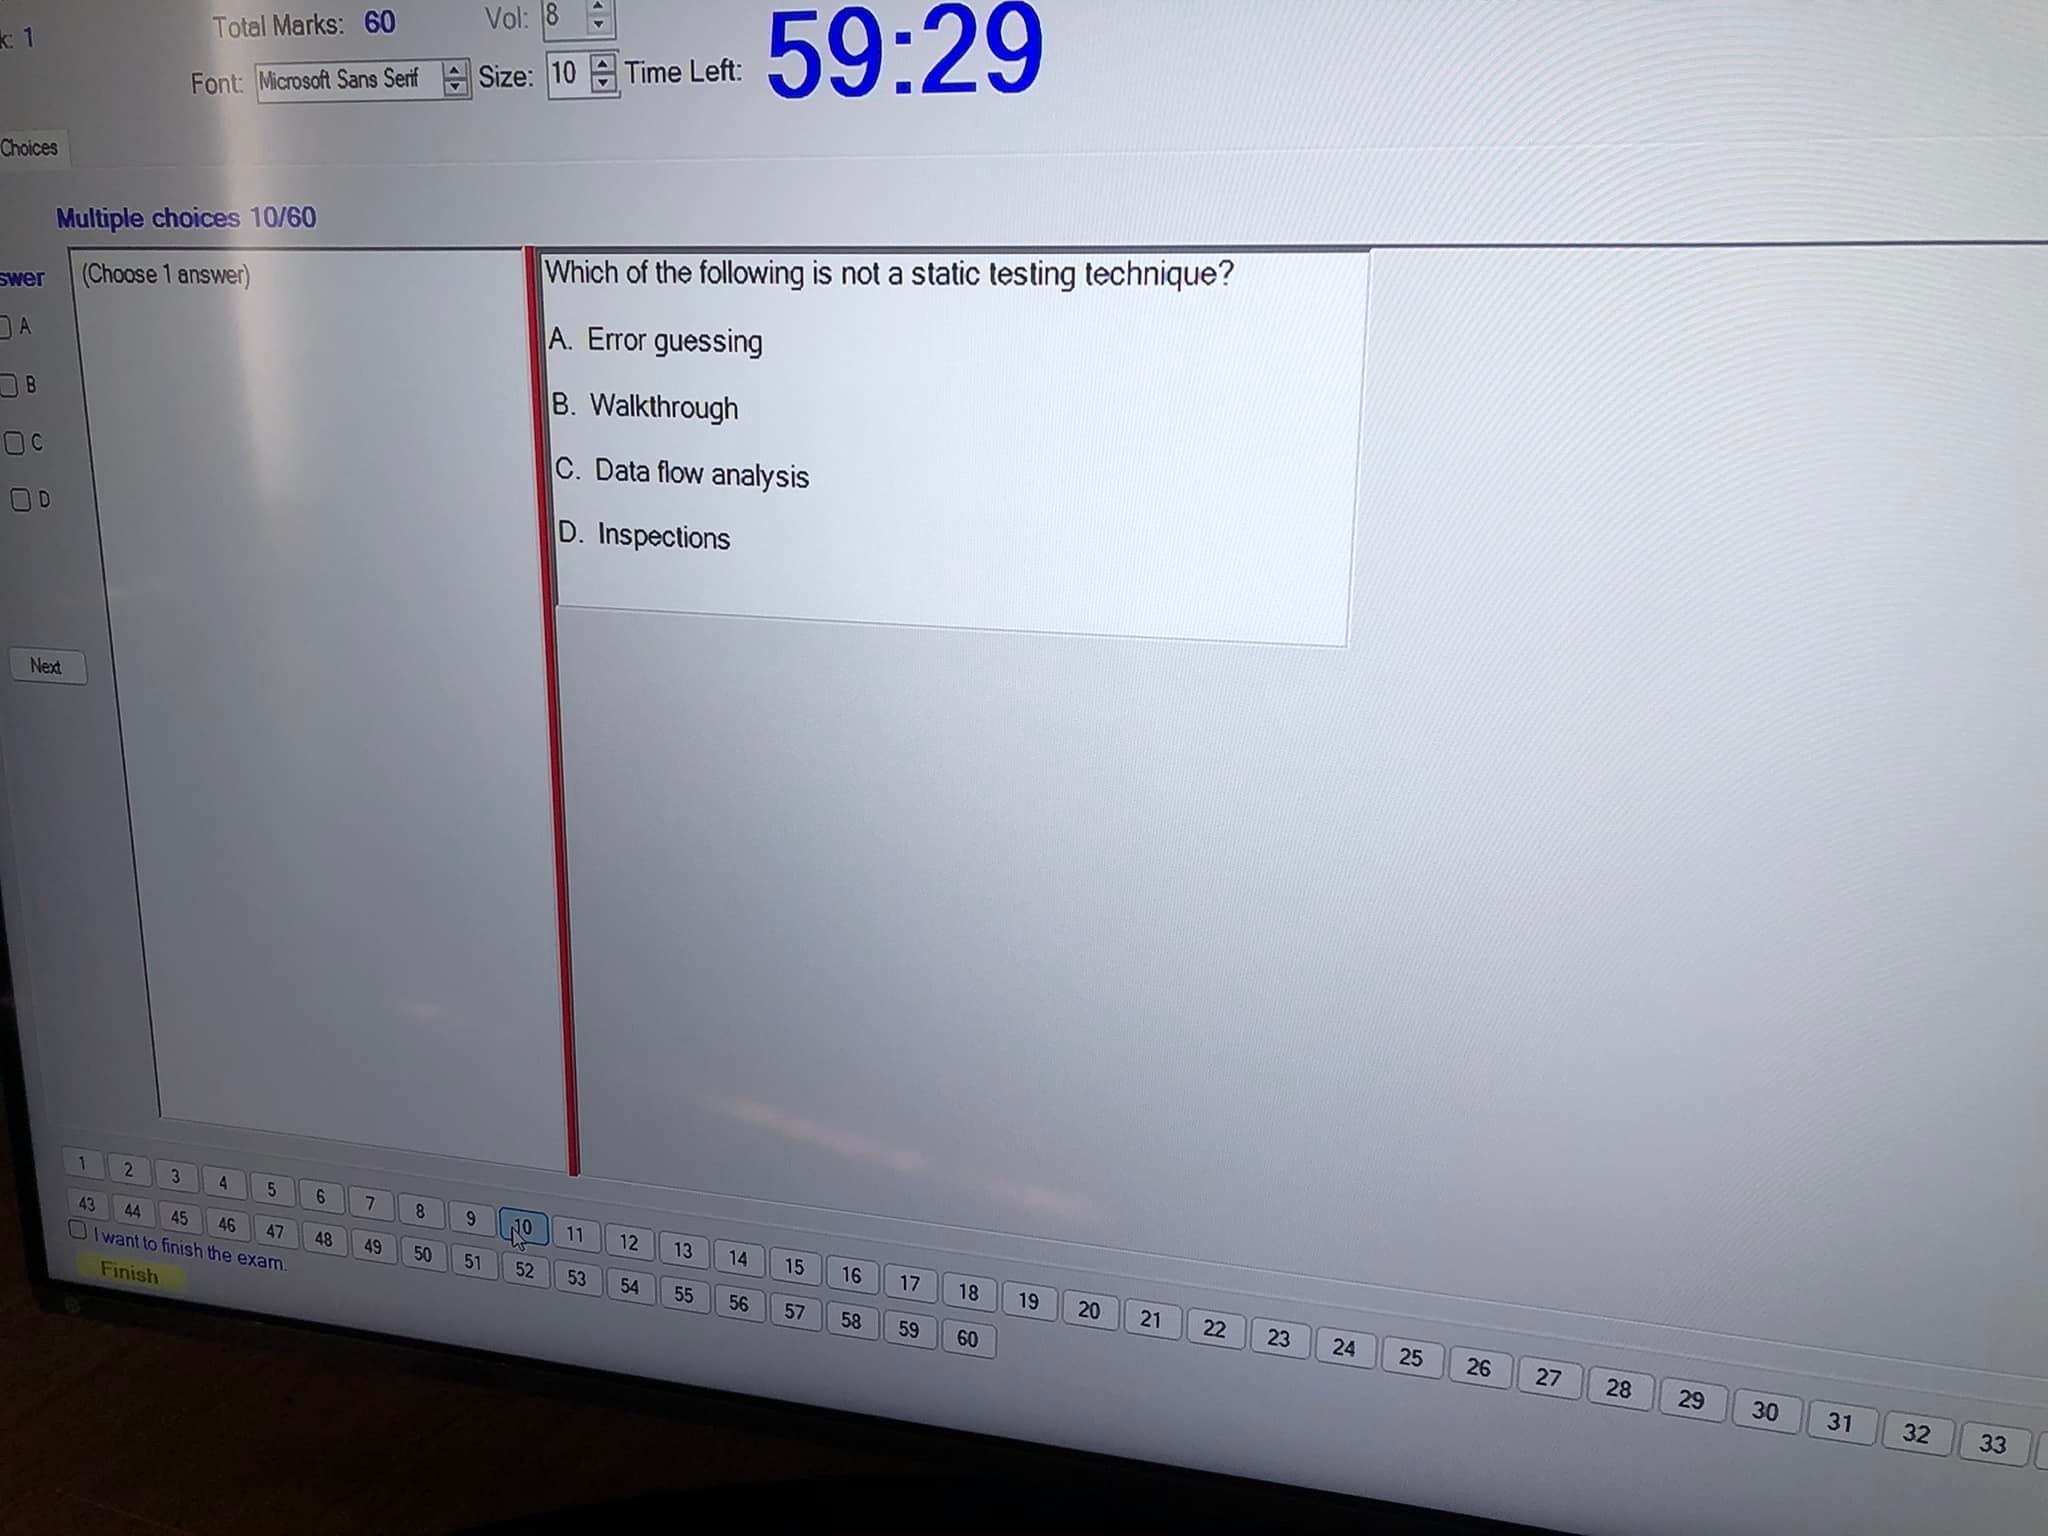 k: 1
Total Marks: 60
Vol: 8
Font: Microsoft Sans Serif
Size: 10
Time Left: 59:29
Choices
Multiple choices 10/60
swer
(Choose 1 answer)
A
B
C
D
Next
Which of the following is not a static testing technique?
A. Error guessing
B. Walkthrough
C. Data flow analysis
D. Inspections
1 2 3 4 5 6 7 8 9 10 11 12 13 14 15 16 17 18 19 20 21 22 23 24 25 26 27 28 29 30 31 32 33
43 44 45 46 47 48 49 50 51 52 53 54 55 56 57 58 59 60
I want to finish the exam.
Finish